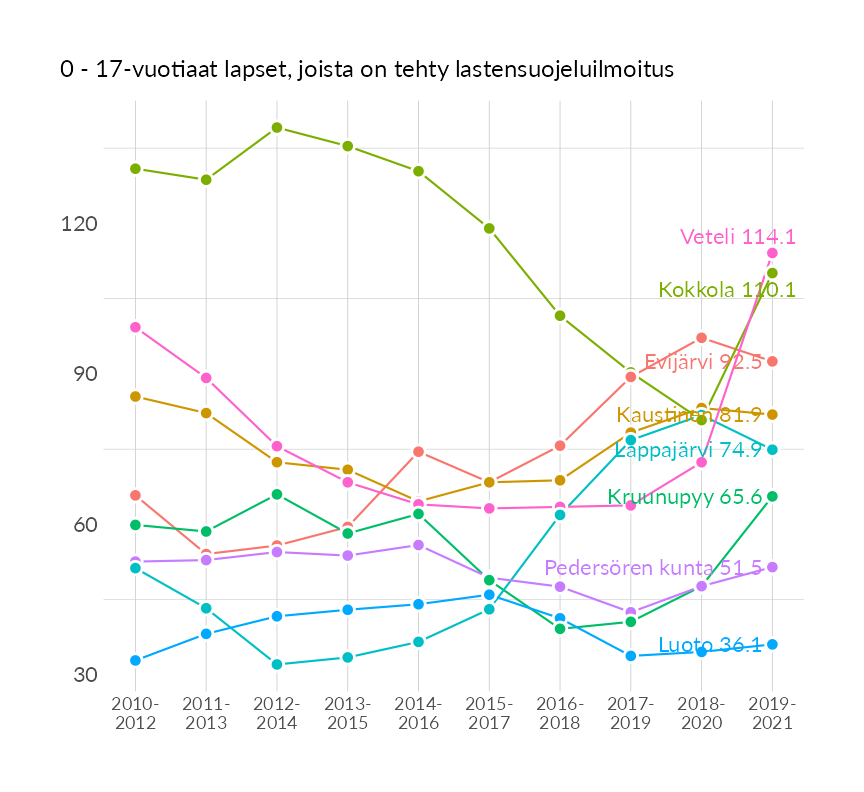 0 - 17-vuotiaat lapset, joista on tehty lastensuojeluilmoitus
120
90
60
30
Veteli 114.1
Kokkola 110.1
Evijärvi 92.5
Kaustinen 81.9
Lappajärvi 74.9
Kruunupyy 65.6
Pedersören kunta 51.5
Luoto 36.1
2010-
2012
2011-
2013
2012-
2014
2013-
2015
2014-
2016
2015-
2017
2016-
2018
2017-
2019
2018-
2020
2019-
2021